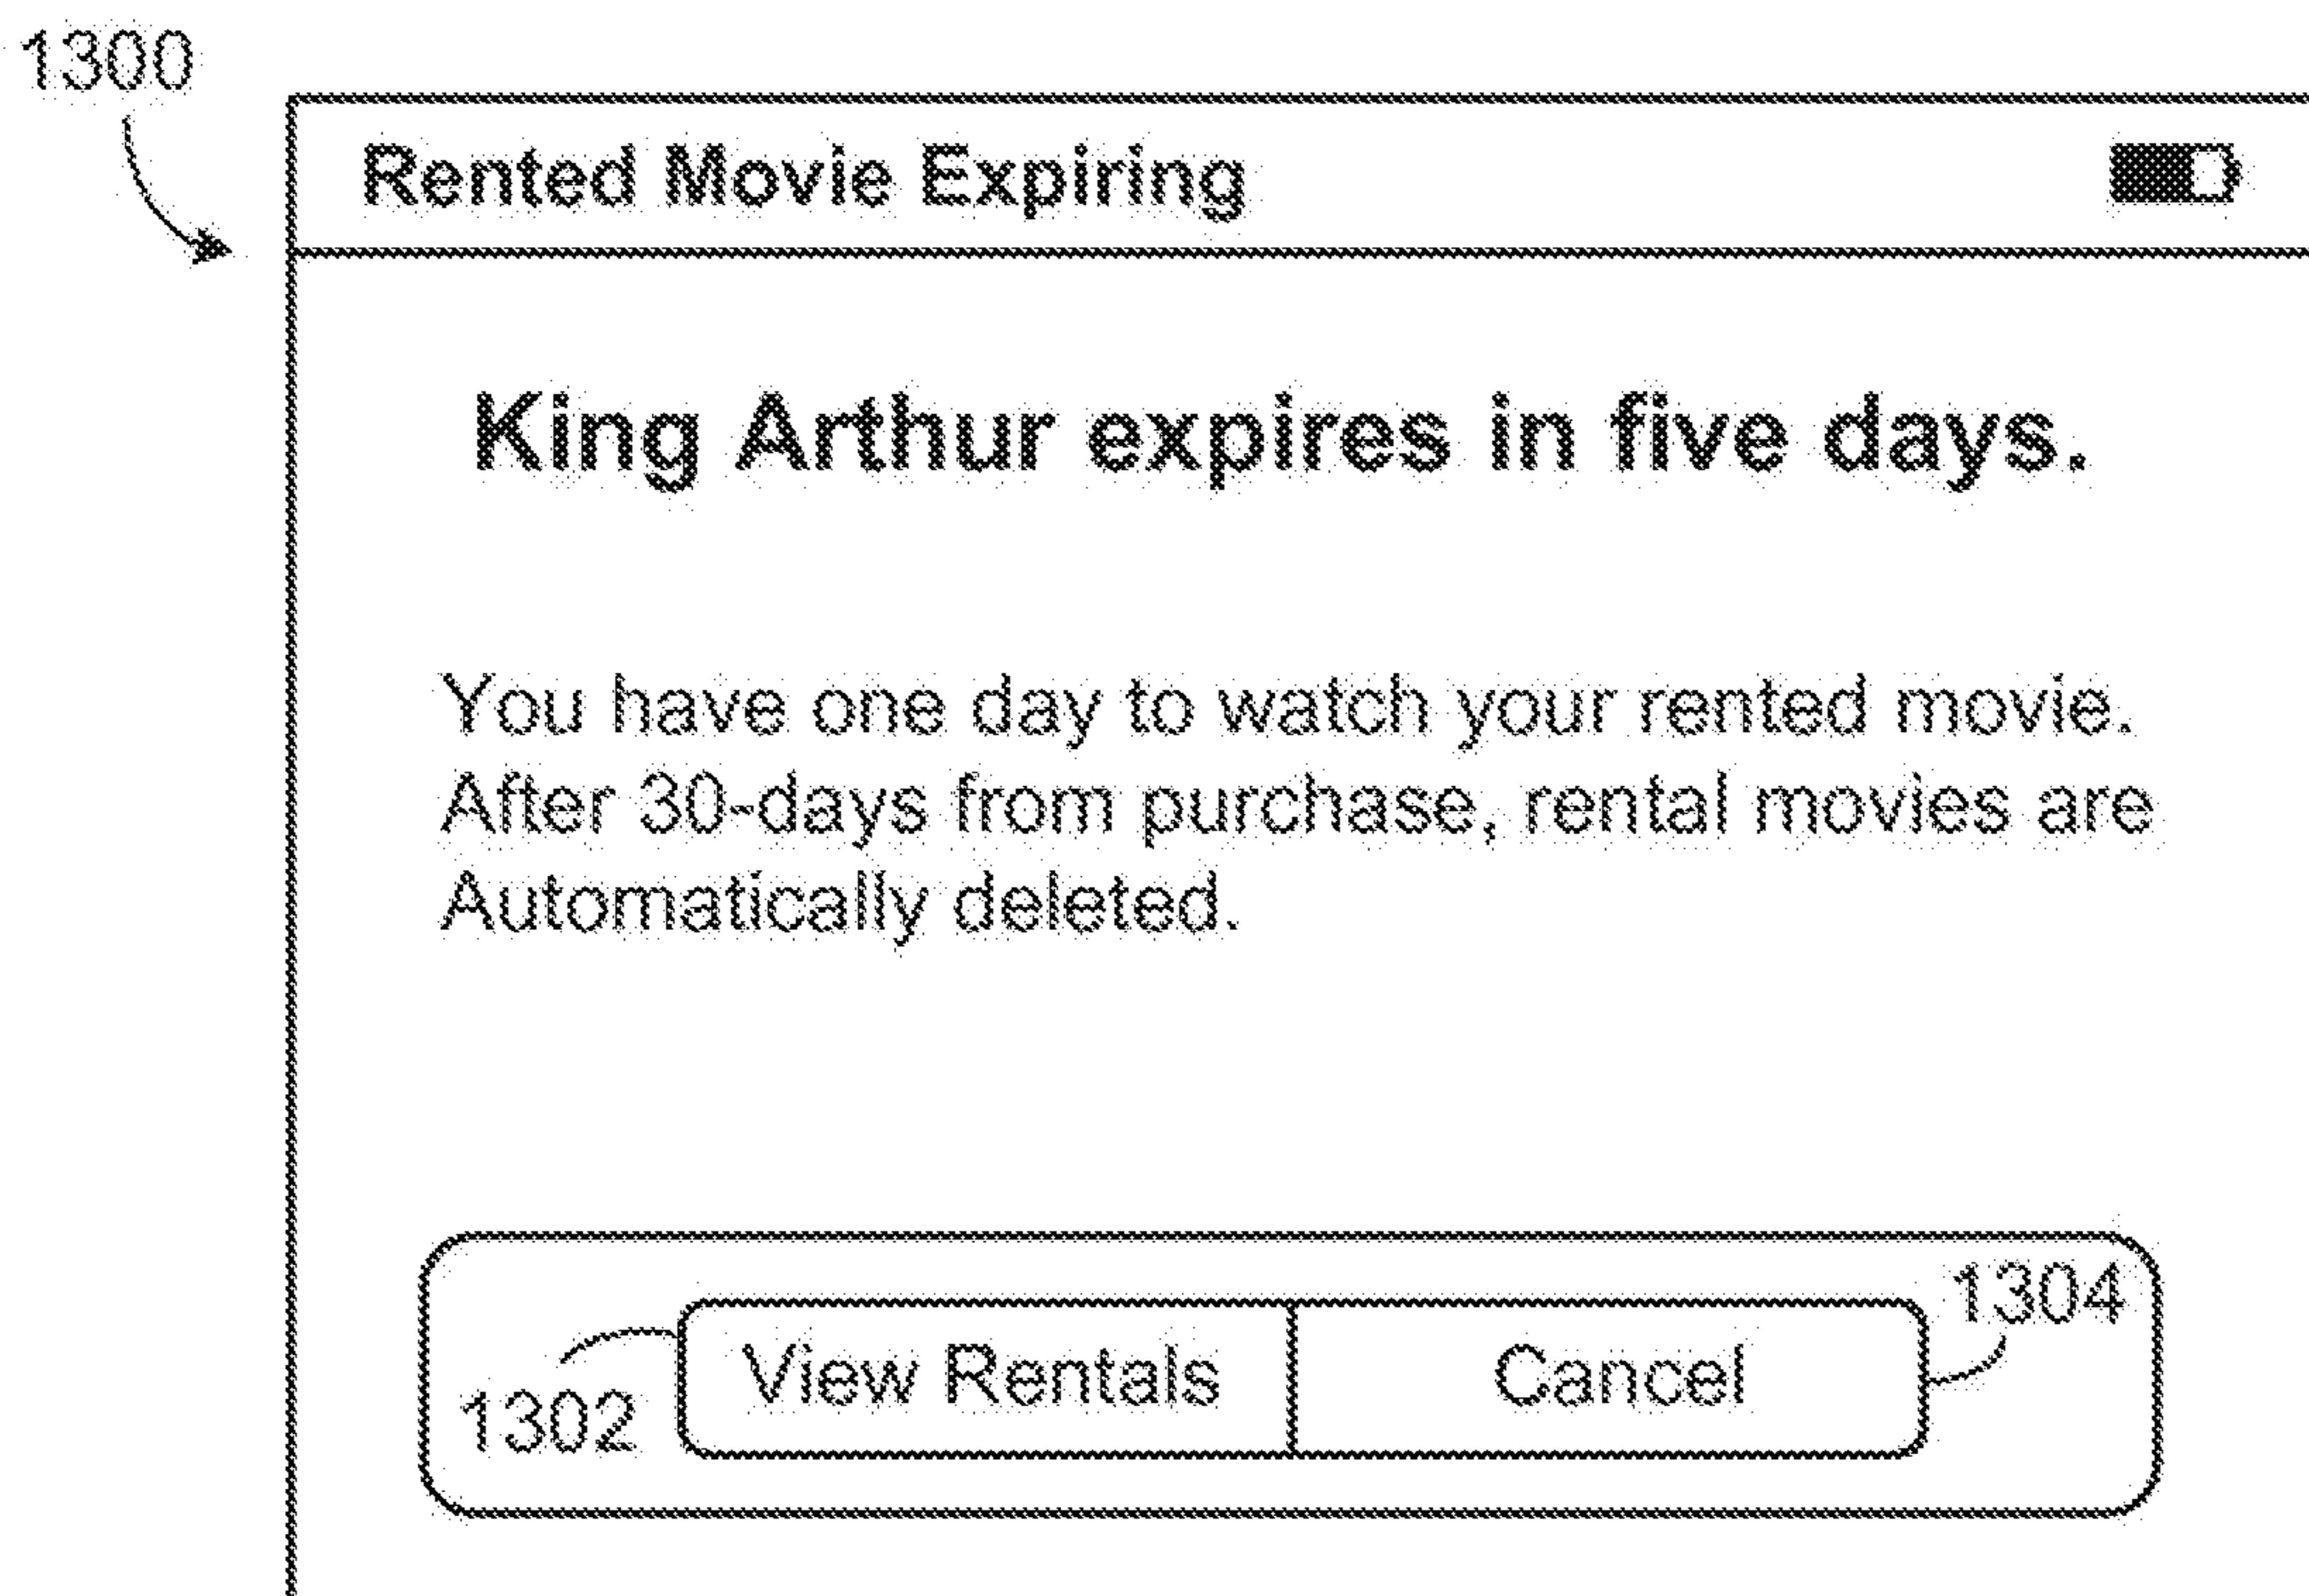 1300
Rented Movie Expiring
King Arthur expires in five days.
You have one day to watch your rented movie.
After 30-days from purchase, rental movies are
Automatically deleted.
1304
View Rentals Cancel
1302